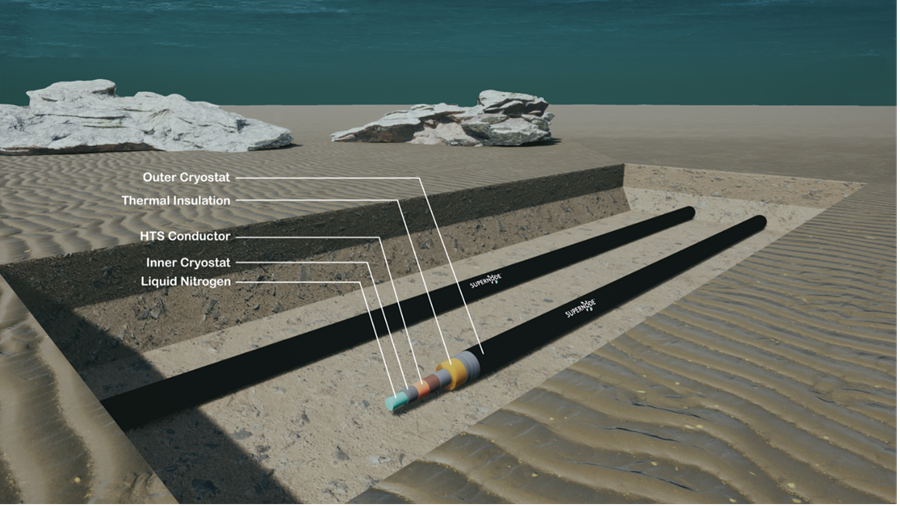 Outer Cryostat
Thermal Insulation
HTS Conductor
Inner Cryostat
Liquid Nitrogen
SUPERNODE
SUPERNODE